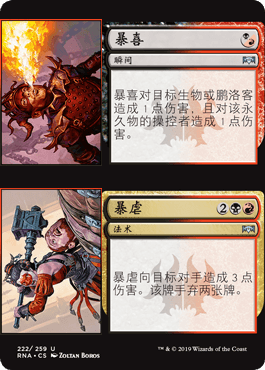 暴喜
瞬间
暴喜对目标生物或鹏洛客
造成1点伤害，且对该永
久物的操控者造成1点伤
害。
暴虐
2
法术
暴虐向目标对手造成3点
伤害。该牌手弃两张牌。
222/259 U
RNA • CS ZOLTAN BOROS
™ & © 2019 Wizards of the Coast